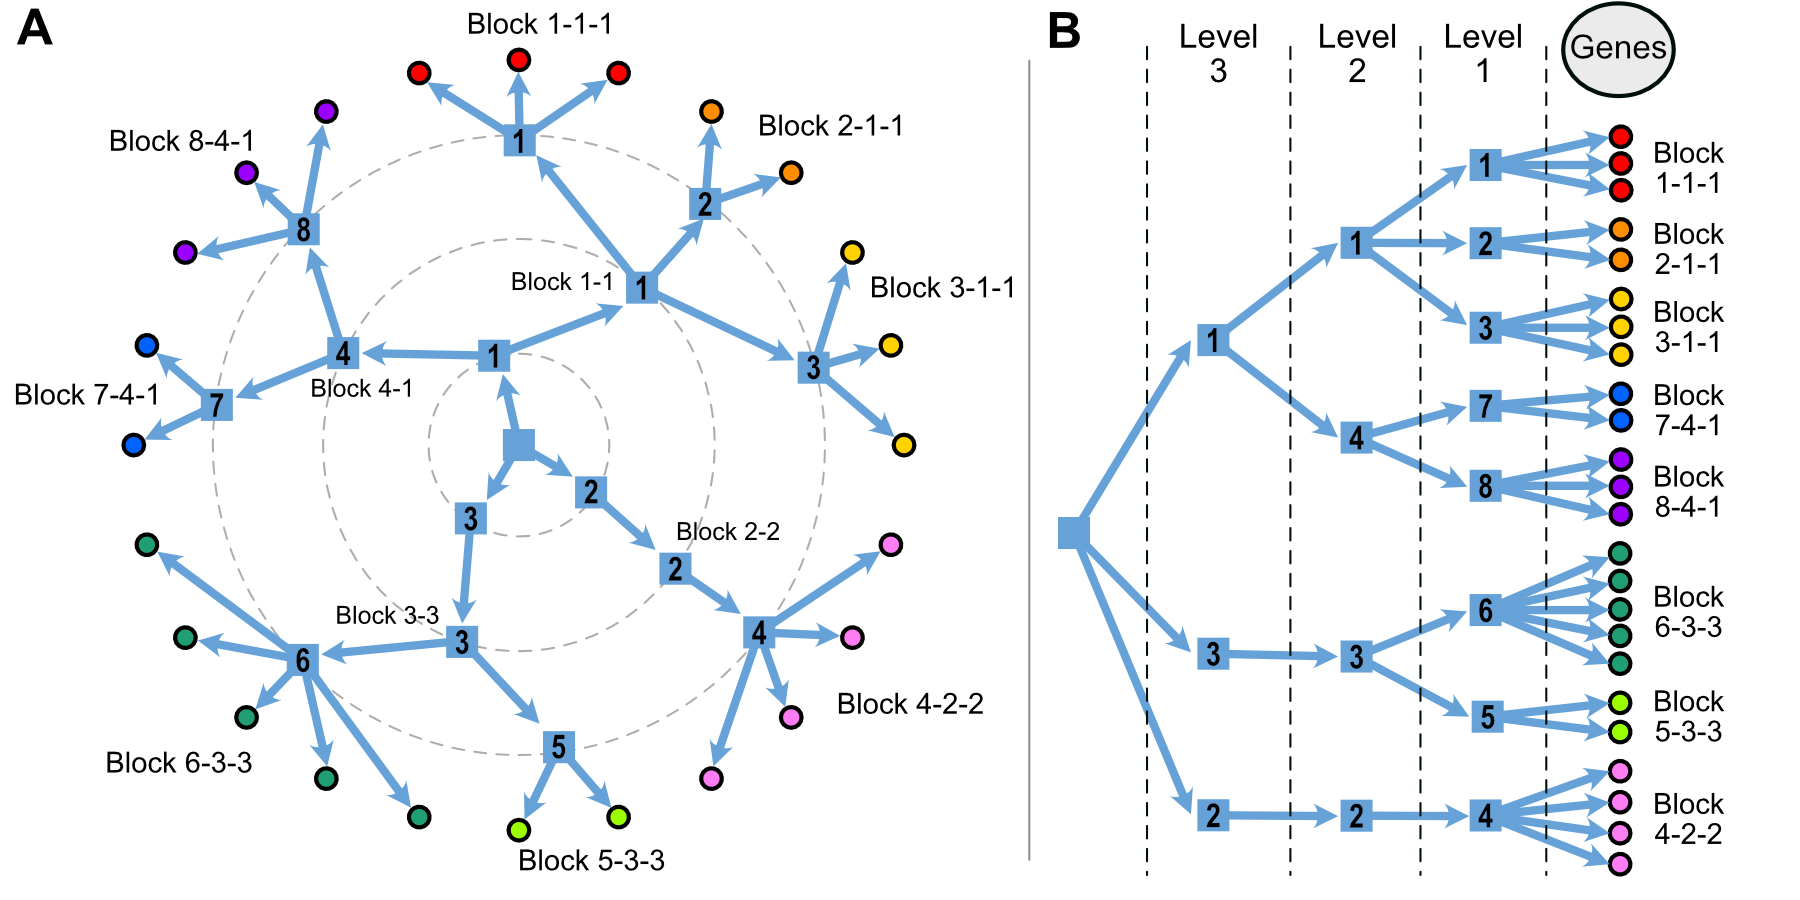 A
Block 1-1-1
Block 8-4-1
1
Block 2-1-1
2
8
Block 1-1
1
Block 3-1-1
4
1
3
Block 4-1
Block 7-4-1
7
2
3
Block 2-2
2
Block 3-3
3
4
6
Block 4-2-2
5
Block 6-3-3
Block 5-3-3
B
Level
3
Level
2
Level
1
Genes
1
Block
1-1-1
1
2
Block
2-1-1
1
3
Block
3-1-1
4
7
Block
7-4-1
8
Block
8-4-1
6
Block
6-3-3
3
3
5
Block
5-3-3
2
2
4
Block
4-2-2